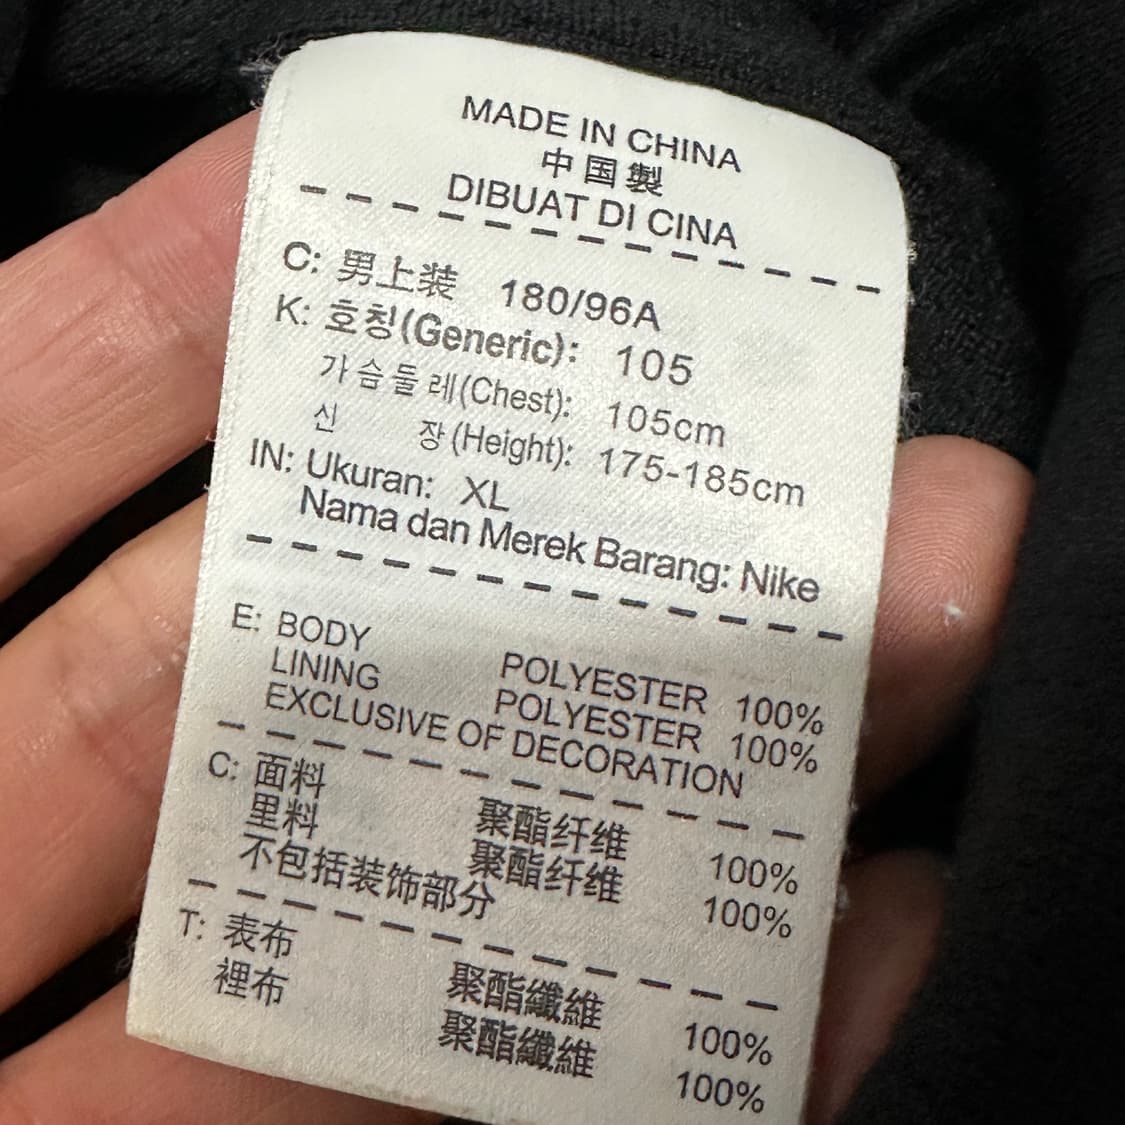 MADE IN CHINA
中国製
DIBUAT DI CINA
C: 男上装 180/96A
K: 호칭(Generic): 105
가슴둘레(Chest): 105cm
신 장(Height): 175-185cm
IN: Ukuran: XL
Nama dan Merek Barang: Nike
E: BODY POLYESTER 100%
LINING POLYESTER 100%
EXCLUSIVE OF DECORATION
C: 面料 聚酯纤维 100%
里料 聚酯纤维 100%
不包括装饰部分
T: 表布 聚酯纖維 100%
裡布 聚酯纖維 100%